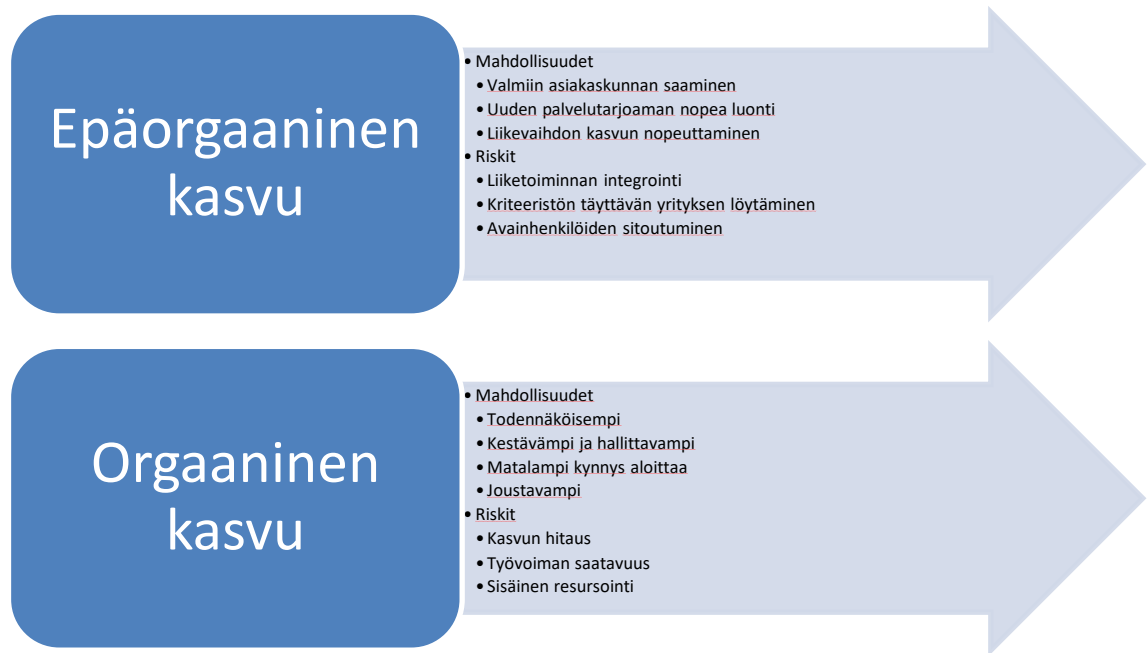 Epäorgaaninen
kasvu
• Mahdollisuudet
• Valmiin asiakaskunnan saaminen
• Uuden palvelutarjoaman nopea luonti
• Liikevaihdon kasvun nopeuttaminen
• Riskit
• Liiketoiminnan integrointi
• Kriteeristön täyttävän yrityksen löytäminen
• Avainhenkilöiden sitoutuminen
Orgaaninen
kasvu
• Mahdollisuudet
• Todennäköisempi
• Kestävämpi ja hallittavampi
• Matalampi kynnys aloittaa
• Joustavampi
• Riskit
• Kasvun hitaus
• Työvoiman saatavuus
• Sisäinen resursointi